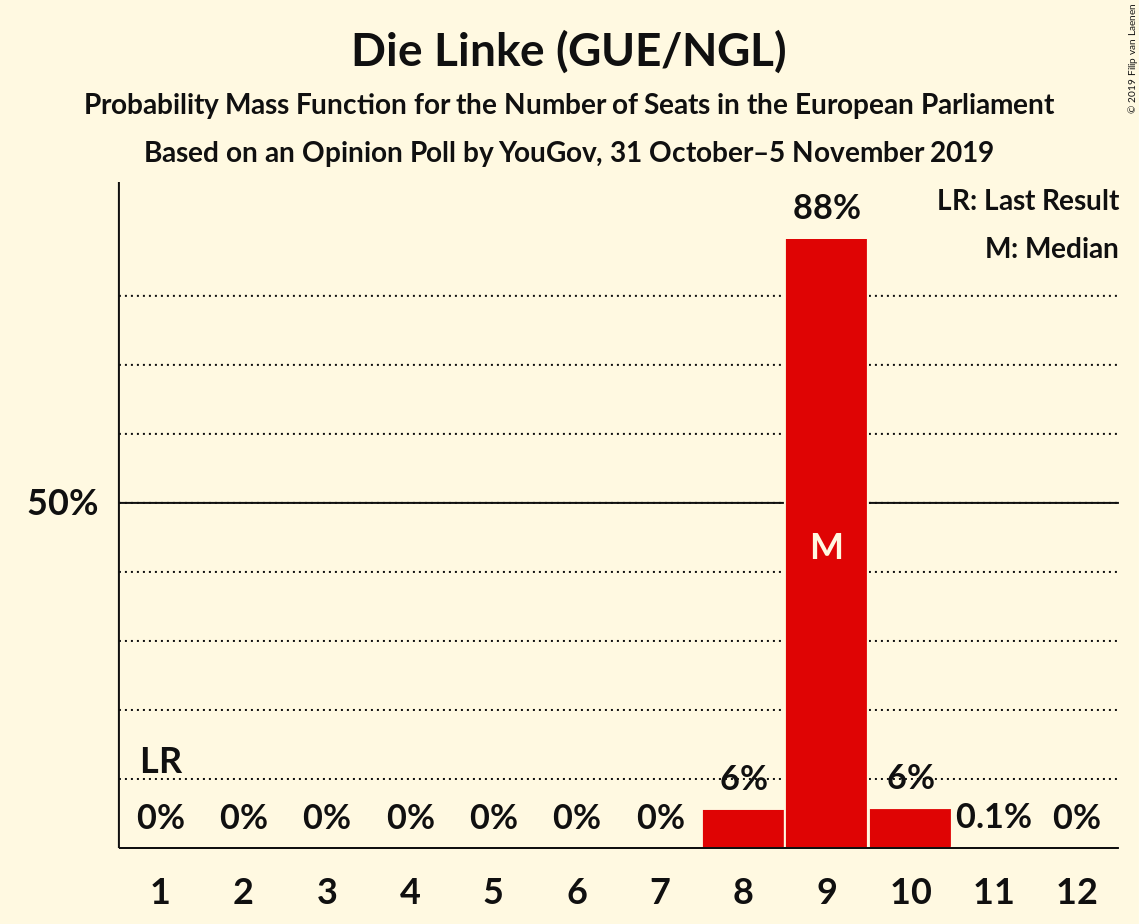 Die Linke (GUE/NGL)
Probability Mass Function for the Number of Seats in the European Parliament
Based on an Opinion Poll by YouGov, 31 October–5 November 2019
© 2019 Filip van Laenen
LR: Last Result
M: Median
88%
50%
M
LR
0% 0% 0% 0% 0% 0% 0% 6% 6% 0.1% 0%
1 2 3 4 5 6 7 8 9 10 11 12